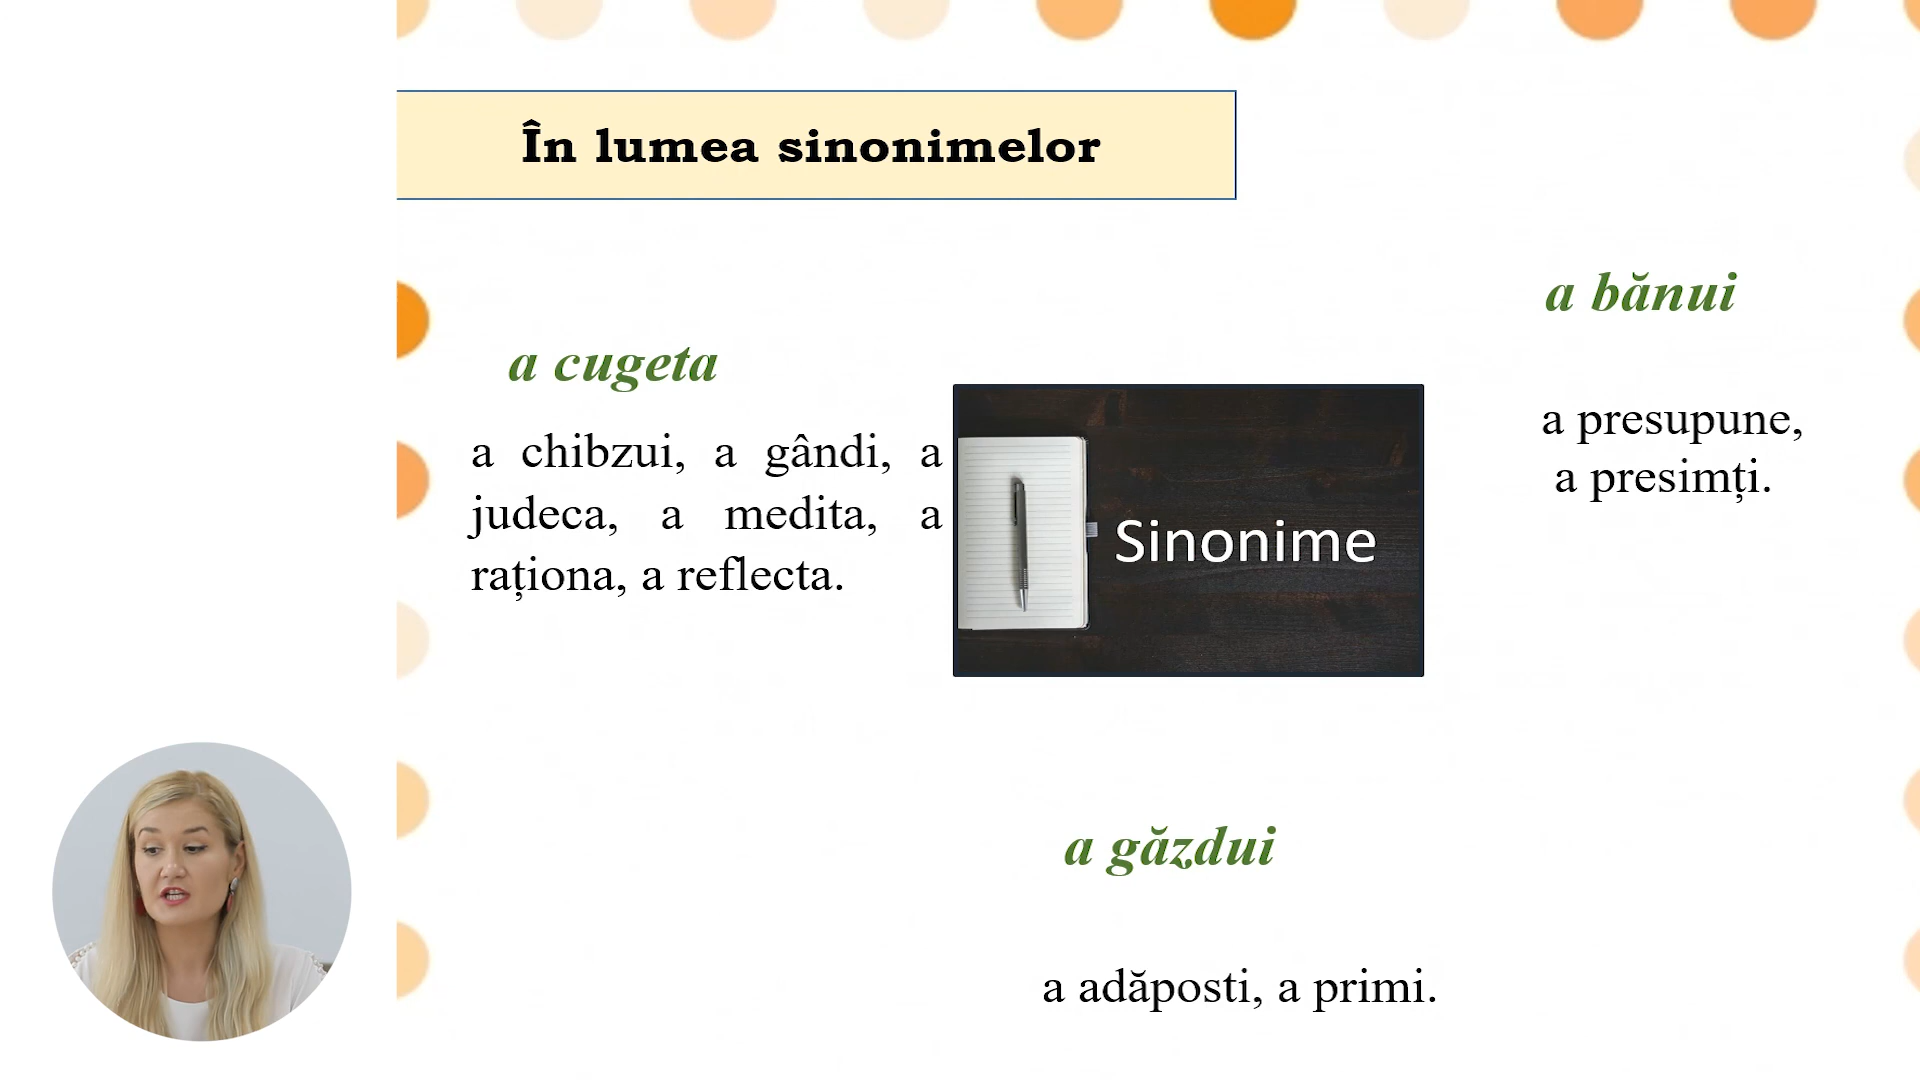 În lumea sinonimelor
a cugeta
a chibzui, a gândi, a
judeca, a medita, a
raționa, a reflecta.
Sinonime
a bănui
a presupune,
a presimți.
a găzdui
a adăposti, a primi.